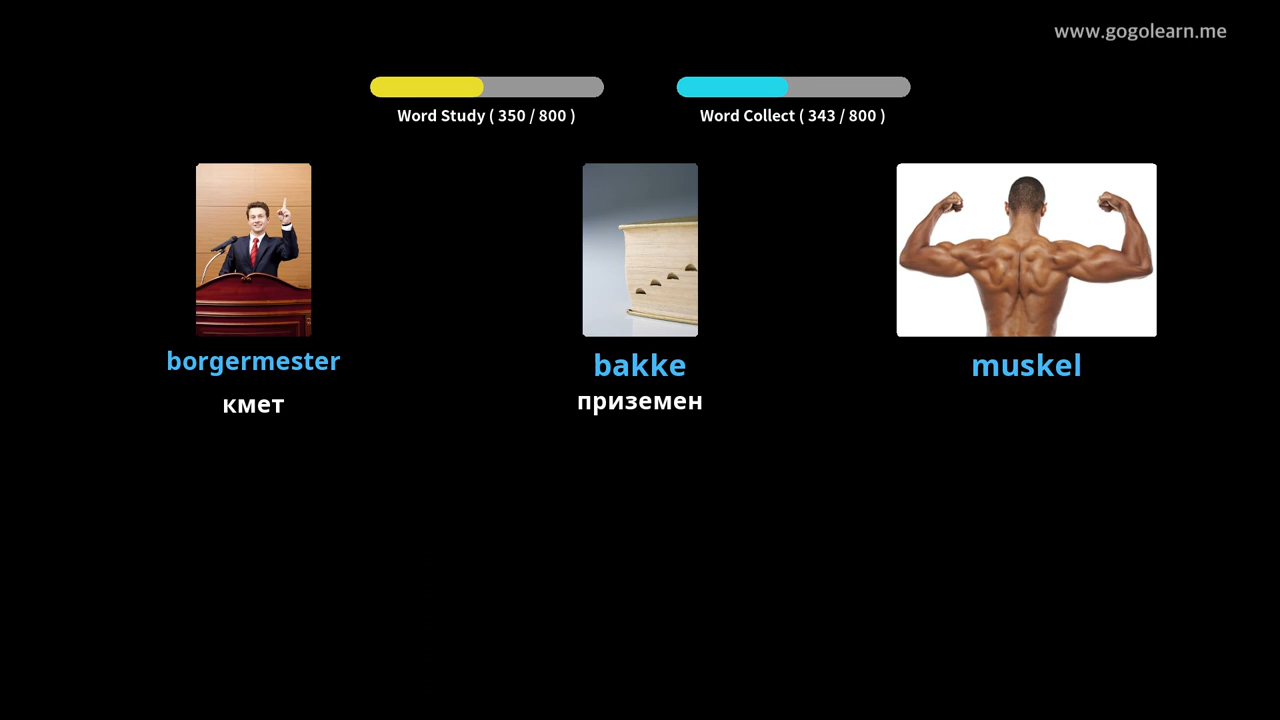 www.gogolearn.me
Word Study ( 350 / 800 )
Word Collect ( 343 / 800 )
borgermester
bakke
muskel
кмет
приземен